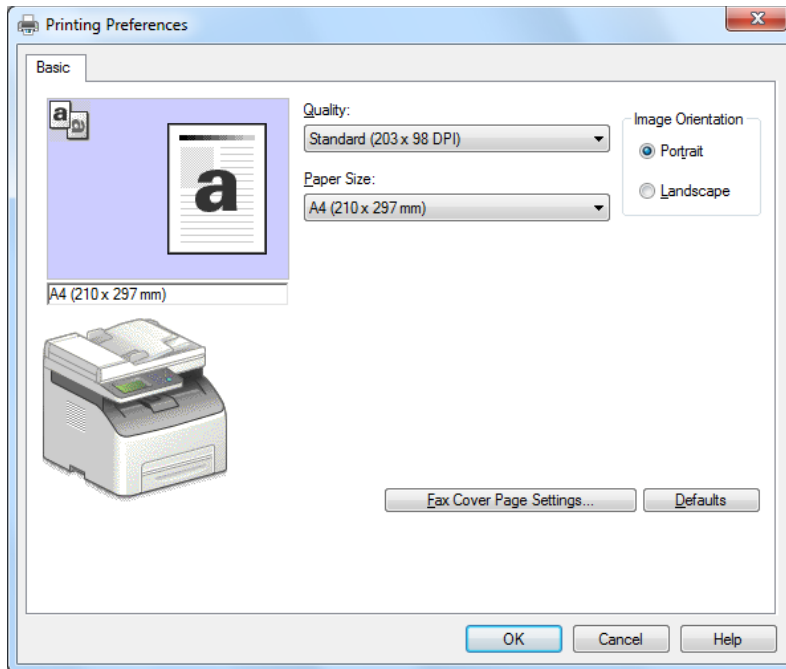 Printing Preferences
Basic
Quality:
Standard (203 x 98 DPI)
Paper Size:
A4 (210 x 297 mm)
Image Orientation
Portrait
Landscape
a a
a
A4 (210 x 297 mm)
Fax Cover Page Settings...
Defaults
OK
Cancel
Help